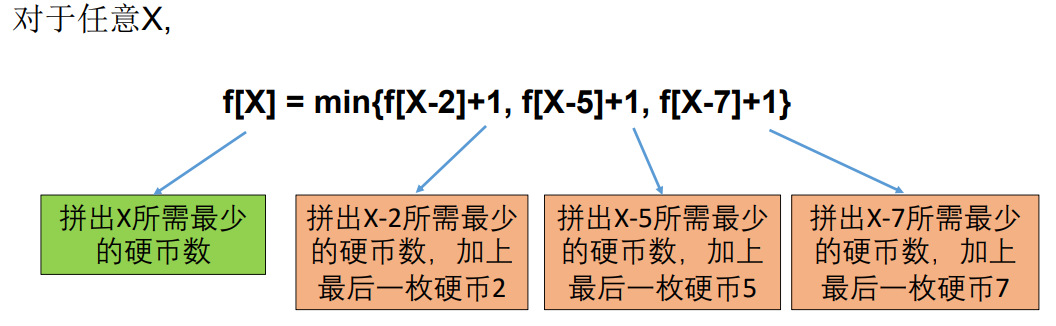 对于任意X,
f[X] = min{f[X-2]+1, f[X-5]+1, f[X-7]+1}
拼出X所需最少
的硬币数
拼出X-2所需最少
的硬币数，加上
最后一枚硬币2
拼出X-5所需最少
的硬币数，加上
最后一枚硬币5
拼出X-7所需最少
的硬币数，加上
最后一枚硬币7